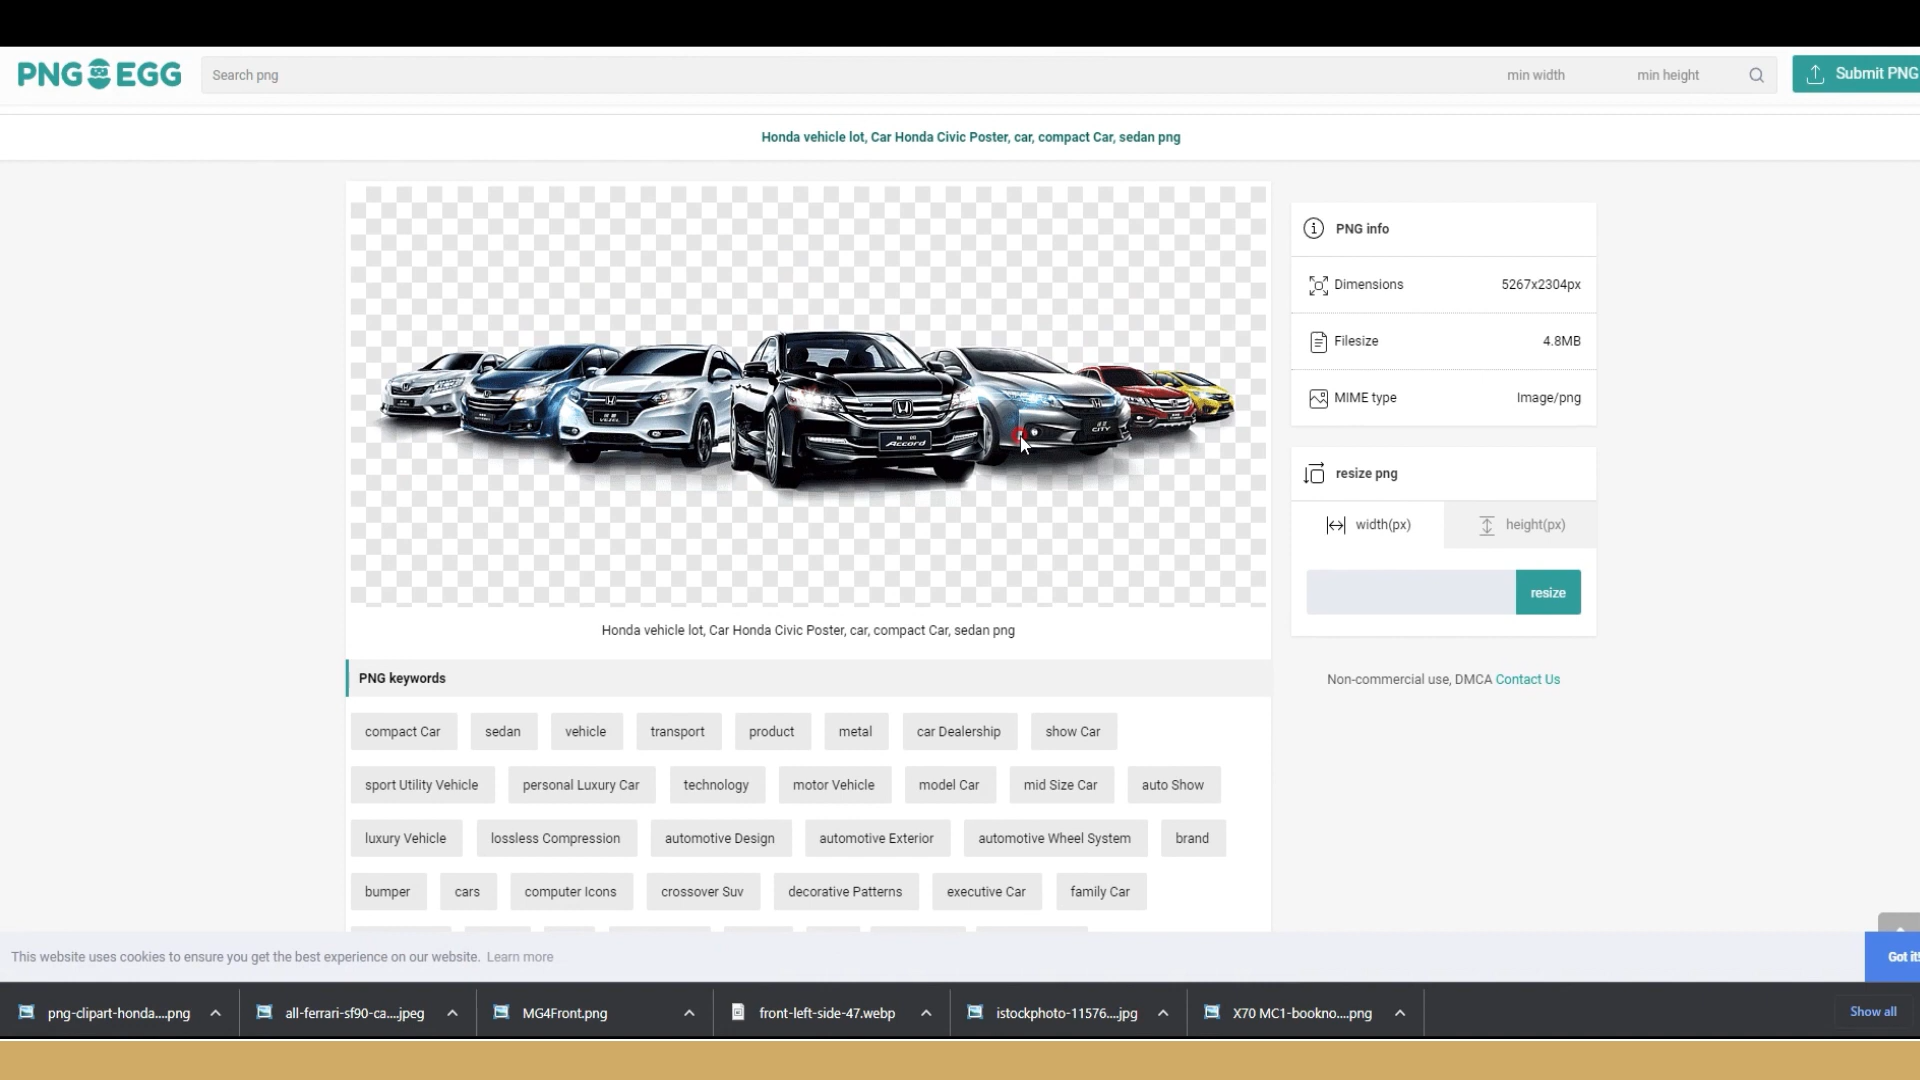 PNG EGG
Search png
min width
min height
Submit PNG
Honda vehicle lot, Car Honda Civic Poster, car, compact Car, sedan png
Accord
CITY
PNG info
Dimensions 5267x2304px
Filesize 4.8MB
MIME type Image/png
resize png
width(px) height(px)
resize
Non-commercial use, DMCA Contact Us
Honda vehicle lot, Car Honda Civic Poster, car, compact Car, sedan png
PNG keywords
compact Car sedan vehicle transport product metal car Dealership show Car
sport Utility Vehicle personal Luxury Car technology motor Vehicle model Car mid Size Car auto Show
luxury Vehicle lossless Compression automotive Design automotive Exterior automotive Wheel System brand
bumper cars computer Icons crossover Suv decorative Patterns executive Car family Car
This website uses cookies to ensure you get the best experience on our website. Learn more
Got it!
png-clipart-honda....png all-ferrari-sf90-ca....jpeg MG4Front.png front-left-side-47.webp istockphoto-11576....jpg X70 MC1-bookno....png Show all